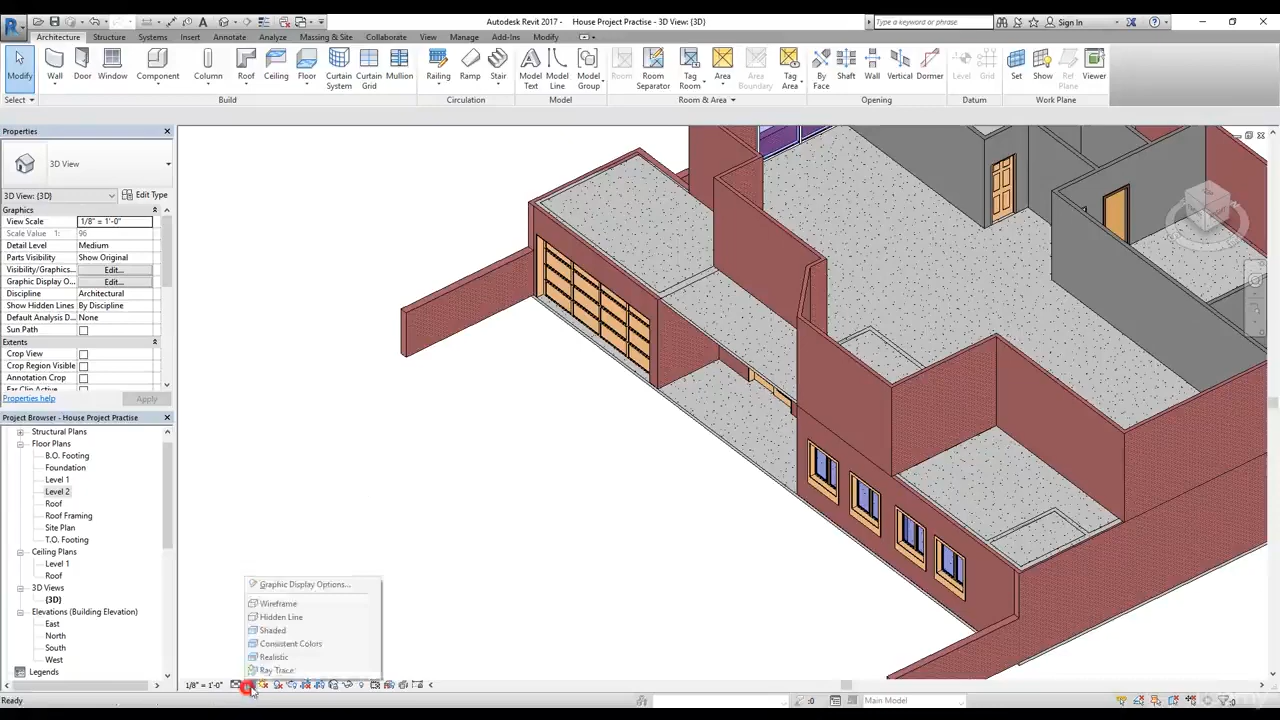 Autodesk Revit 2017 - House Project Practise - 3D View: {3D}
Type a keyword or phrase
Sign In
Architecture Structure Systems Insert Annotate Analyze Massing & Site Collaborate View Manage Add-Ins Modify
Modify Wall Door Window Component Column Roof Ceiling Floor Curtain System Curtain Grid Mullion Railing Ramp Stair Model Text Model Line Model Group Room Room Separator Tag Room Area Area Boundary Tag Area By Face Shaft Wall Vertical Dormer Level Grid Set Show Ref Plane Viewer
Select Build Circulation Model Room & Area Opening Datum Work Plane
Properties
3D View
3D View: {3D} Edit Type
Graphics
View Scale 1/8" = 1'-0"
Scale Value 1: 96
Detail Level Medium
Parts Visibility Show Original
Visibility/Graphics... Edit...
Graphic Display O... Edit...
Discipline Architectural
Show Hidden Lines By Discipline
Default Analysis D... None
Sun Path
Extents
Crop View
Crop Region Visible
Annotation Crop
Far Clip Active
Properties help Apply
Project Browser - House Project Practise
Structural Plans
Floor Plans
B.O. Footing
Foundation
Level 1
Level 2
Roof
Roof Framing
Site Plan
T.O. Footing
Ceiling Plans
Level 1
Roof
3D Views
{3D}
Elevations (Building Elevation)
East
North
South
West
Legends
Graphic Display Options...
Wireframe
Hidden Line
Shaded
Consistent Colors
Realistic
Ray Trace
1/8" = 1'-0"
Ready
:0
Main Model
:0